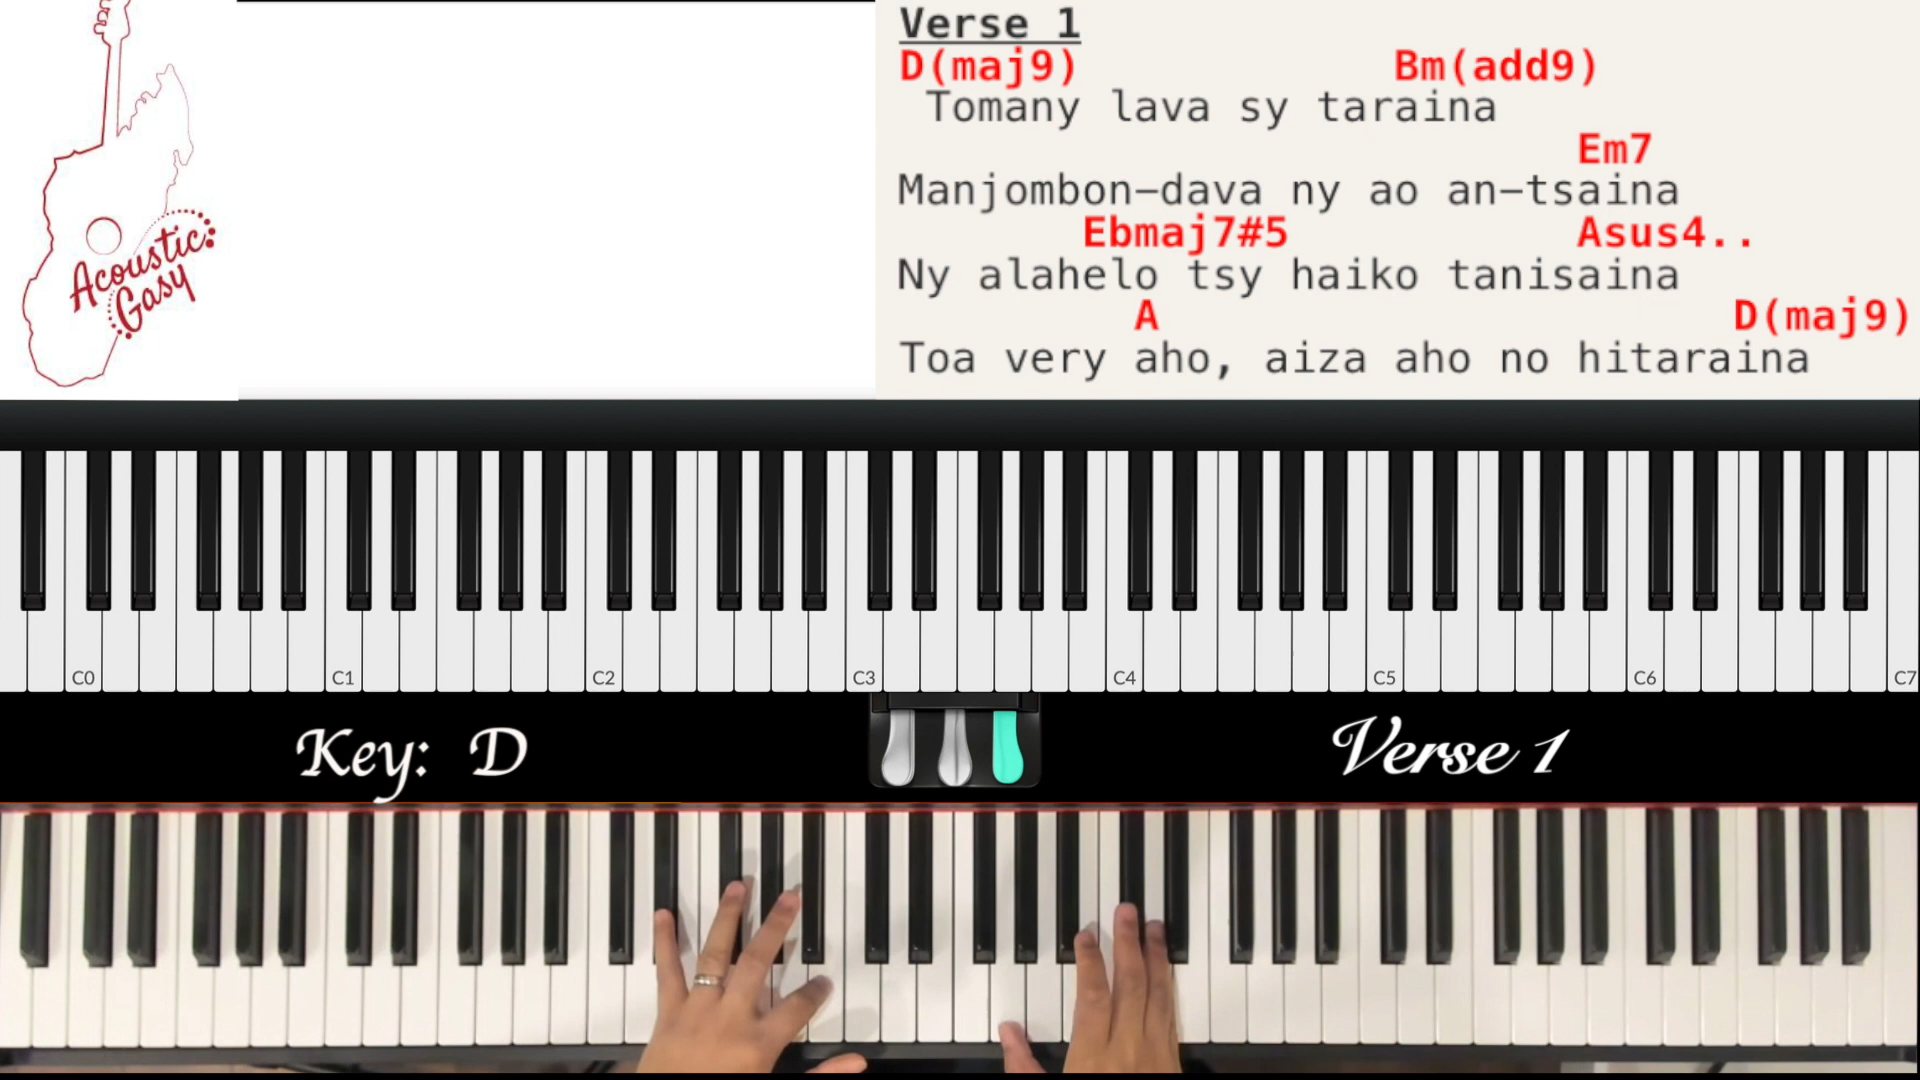 Acoustic
Gasy
Verse 1
D(maj9) Bm(add9)
Tomany lava sy taraina
Em7
Manjombon-dava ny ao an-tsaina
Ebmaj7#5 Asus4..
Ny alahelo tsy haiko tanisaina
A D(maj9)
Toa very aho, aiza aho no hitaraina
C0 C1 C2 C3 C4 C5 C6 C7
Key: D
Verse 1